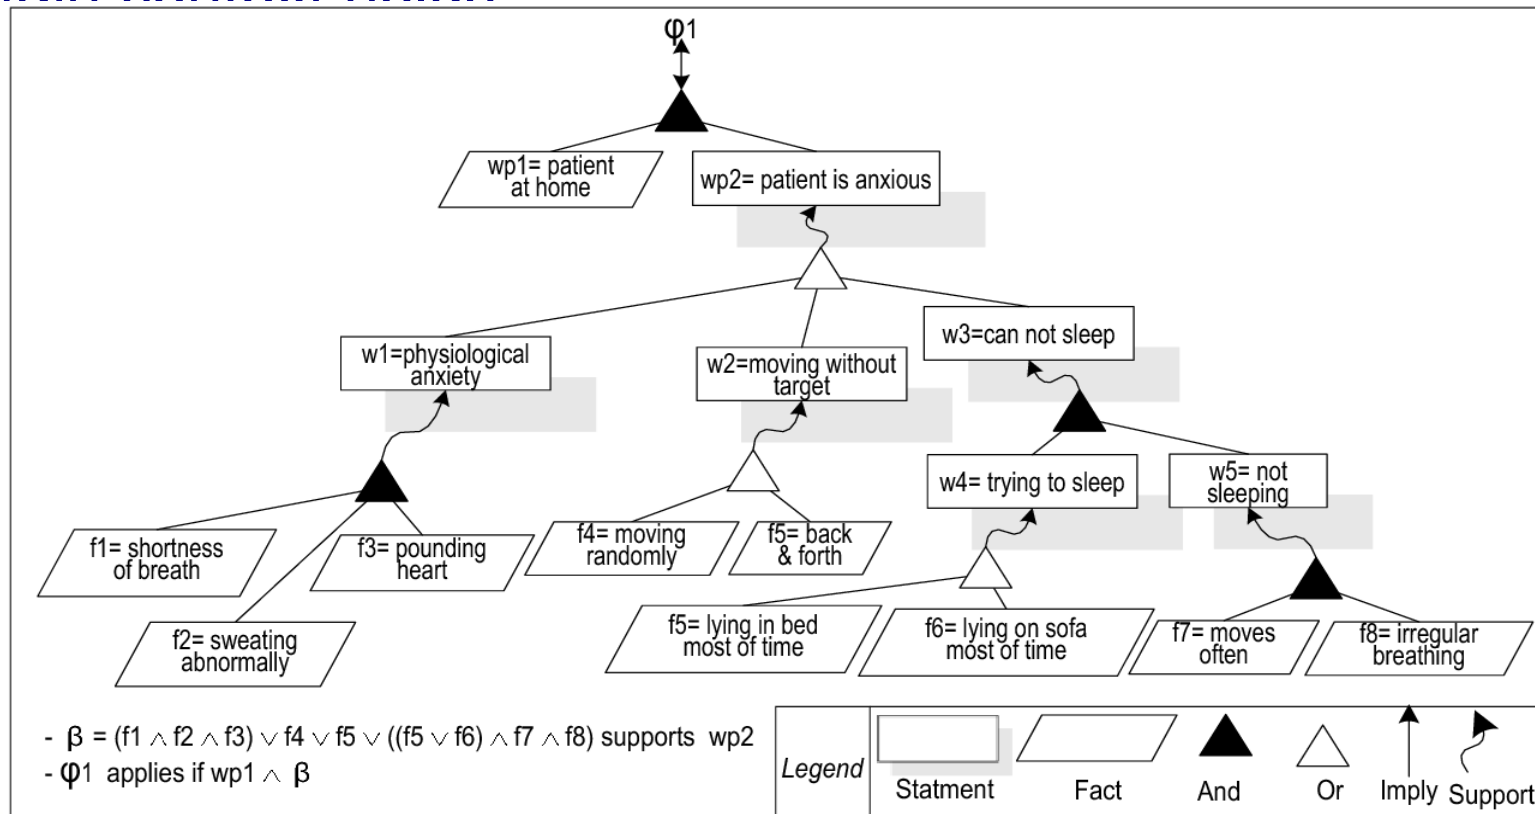 φ1
wp1= patient
at home
wp2= patient is anxious
w1=physiological
anxiety
w2=moving without
target
w3=can not sleep
w4= trying to sleep
w5= not
sleeping
f1= shortness
of breath
f3= pounding
heart
f2= sweating
abnormally
f4= moving
randomly
f5= back
& forth
f5= lying in bed
most of time
f6= lying on sofa
most of time
f7= moves
often
f8= irregular
breathing
- β = (f1 ∧ f2 ∧ f3) ∨ f4 ∨ f5 ∨ ((f5 ∨ f6) ∧ f7 ∧ f8) supports wp2
- φ1 applies if wp1 ∧ β
Legend
Statment
Fact
And
Or
Imply
Support